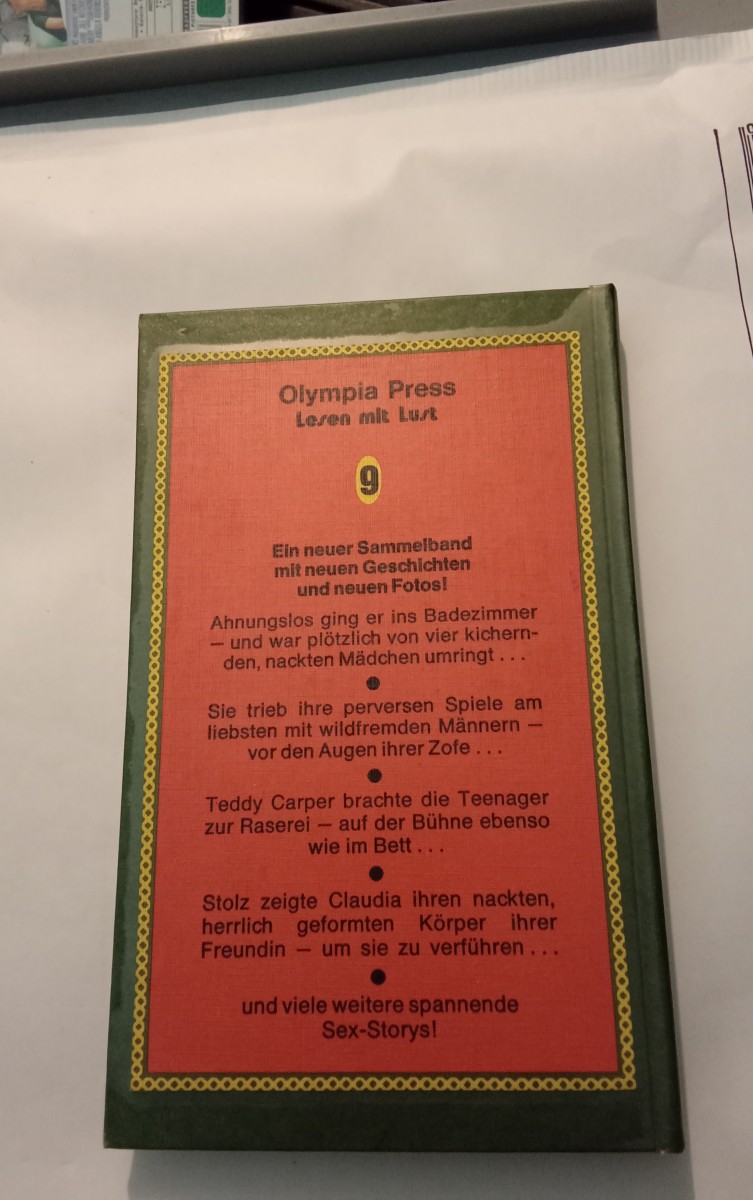 Olympia Press
Lesen mit Lust
9
Ein neuer Sammelband
mit neuen Geschichten
und neuen Fotos!
Ahnungslos ging er ins Badezimmer
— und war plötzlich von vier kichern-
den, nackten Mädchen umringt . . .
Sie trieb ihre perversen Spiele am
liebsten mit wildfremden Männern —
vor den Augen ihrer Zofe . . .
Teddy Carper brachte die Teenager
zur Raserei — auf der Bühne ebenso
wie im Bett . . .
Stolz zeigte Claudia ihren nackten,
herrlich geformten Körper ihrer
Freundin — um sie zu verführen . . .
und viele weitere spannende
Sex-Storys!